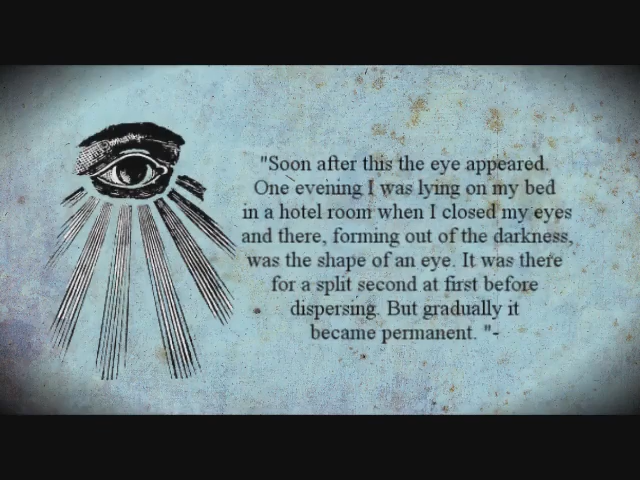 "Soon after this the eye appeared.
One evening I was lying on my bed
in a hotel room when I closed my eyes
and there, forming out of the darkness,
was the shape of an eye. It was there
for a split second at first before
dispersing. But gradually it
became permanent. "-